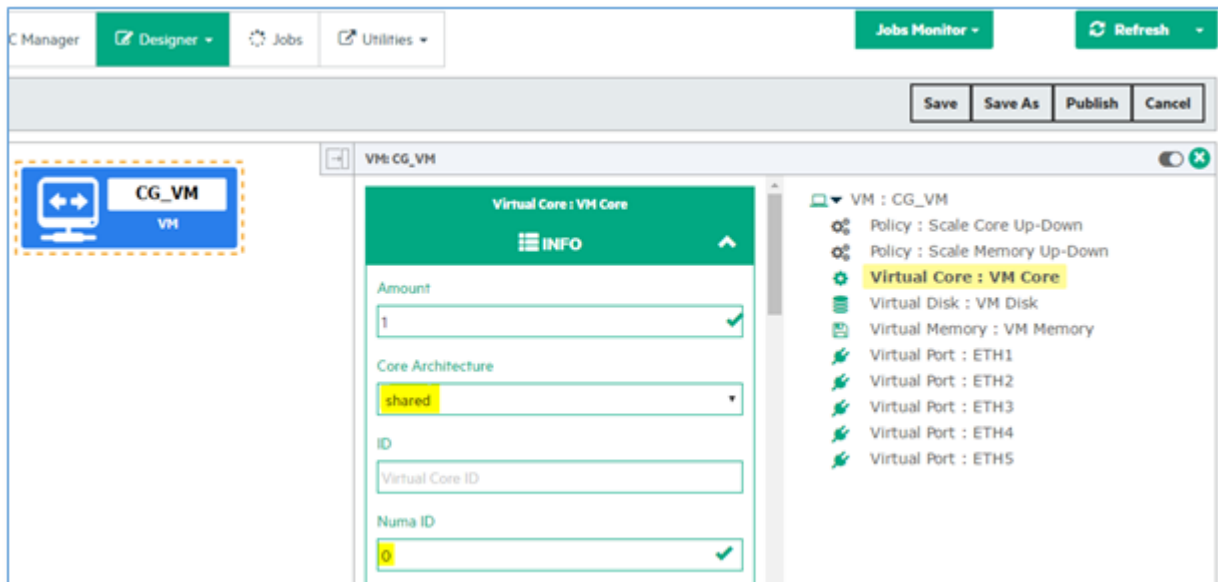 C Manager
Designer
Jobs
Utilities
Jobs Monitor
Refresh
Save
Save As
Publish
Cancel
CG_VM
VM
VM: CG_VM
Virtual Core : VM Core
INFO
Amount
1
Core Architecture
shared
ID
Virtual Core ID
Numa ID
0
VM : CG_VM
Policy : Scale Core Up-Down
Policy : Scale Memory Up-Down
Virtual Core : VM Core
Virtual Disk : VM Disk
Virtual Memory : VM Memory
Virtual Port : ETH1
Virtual Port : ETH2
Virtual Port : ETH3
Virtual Port : ETH4
Virtual Port : ETH5